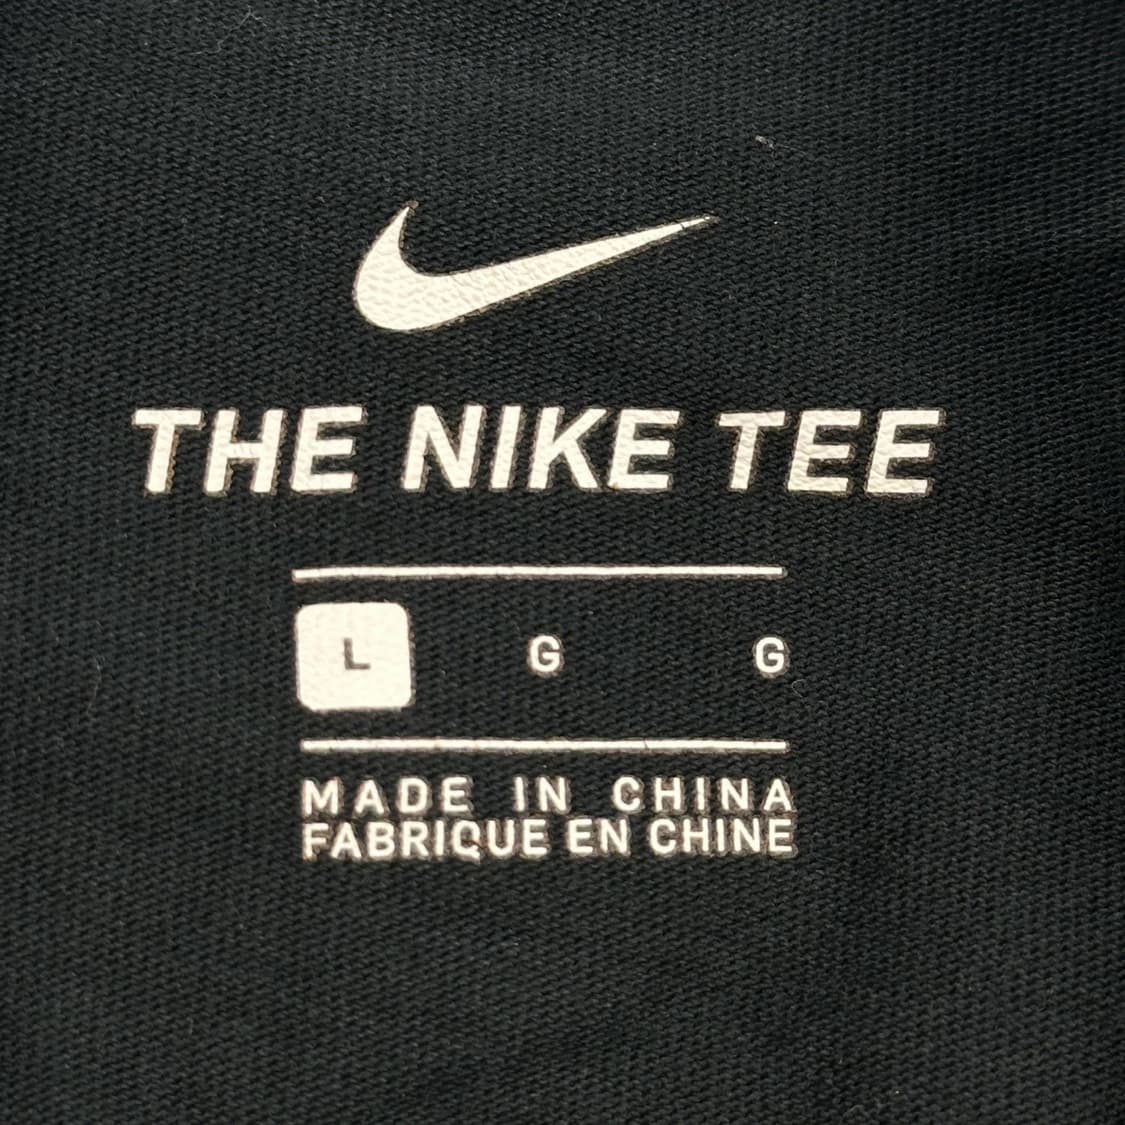 THE NIKE TEE
L G G
MADE IN CHINA
FABRIQUE EN CHINE